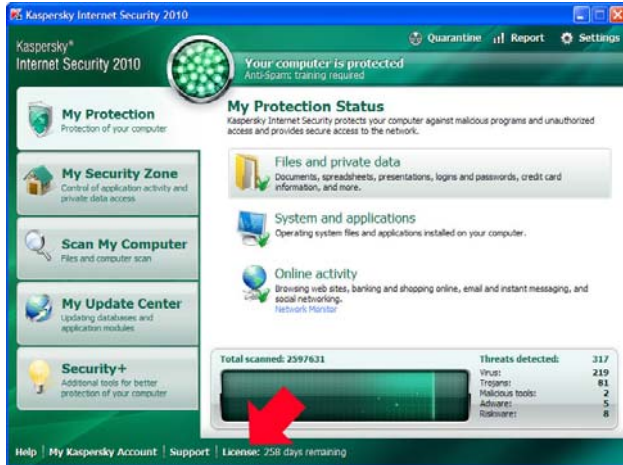 Kaspersky Internet Security 2010
Kaspersky®
Internet Security 2010
Quarantine
Report
Settings
Your computer is protected
Anti-Spam: training required
My Protection
Protection of your computer
My Security Zone
Control of application activity and
private data access
Scan My Computer
Files and computer scan
My Update Center
Updating databases and
application modules
Security+
Additional tools for better
protection of your computer
My Protection Status
Kaspersky Internet Security protects your computer against malicious programs and unauthorized
access and provides secure access to the network.
Files and private data
Documents, spreadsheets, presentations, logins and passwords, credit card
information, and more.
System and applications
Operating system files and applications installed on your computer.
Online activity
Browsing web sites, banking and shopping online, email and instant messaging, and
social networking.
Network Monitor
Total scanned: 2597631
Threats detected: 317
Virus: 219
Trojans: 81
Malicious tools: 2
Adware: 5
Riskware: 8
Help | My Kaspersky Account | Support | License: 258 days remaining